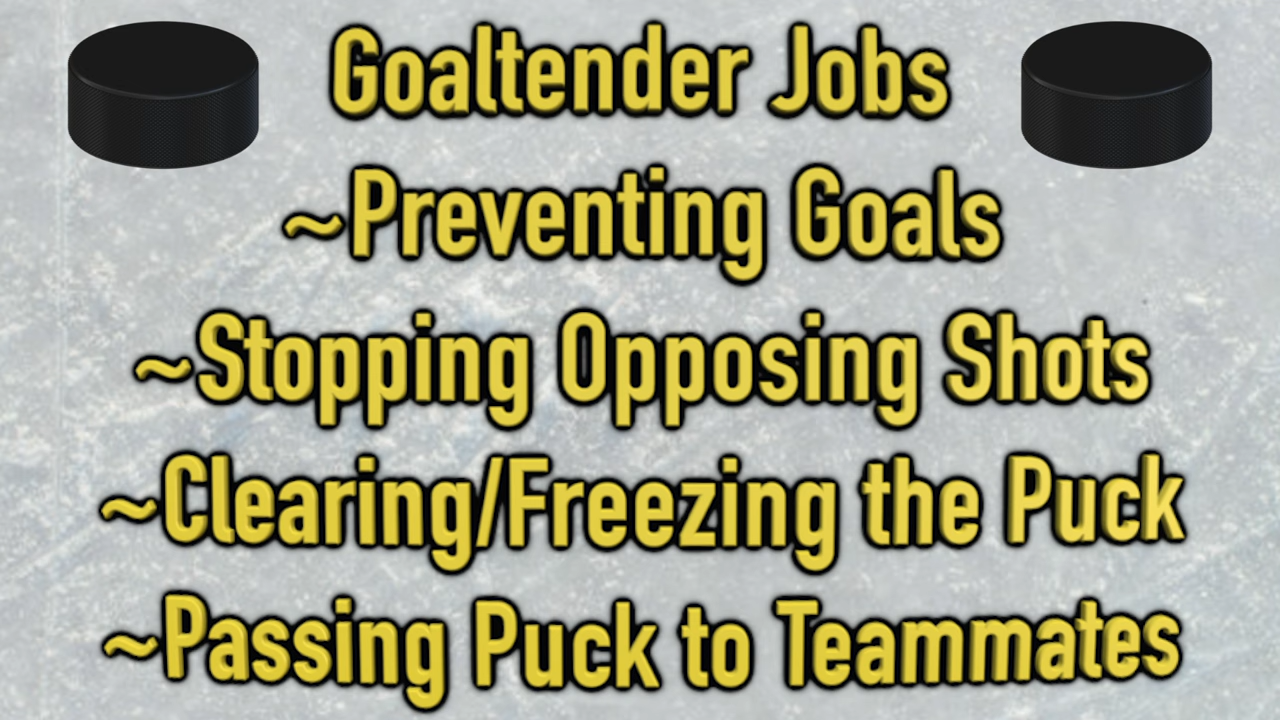 Goaltender Jobs
~Preventing Goals
~Stopping Opposing Shots
~Clearing/Freezing the Puck
~Passing Puck to Teammates